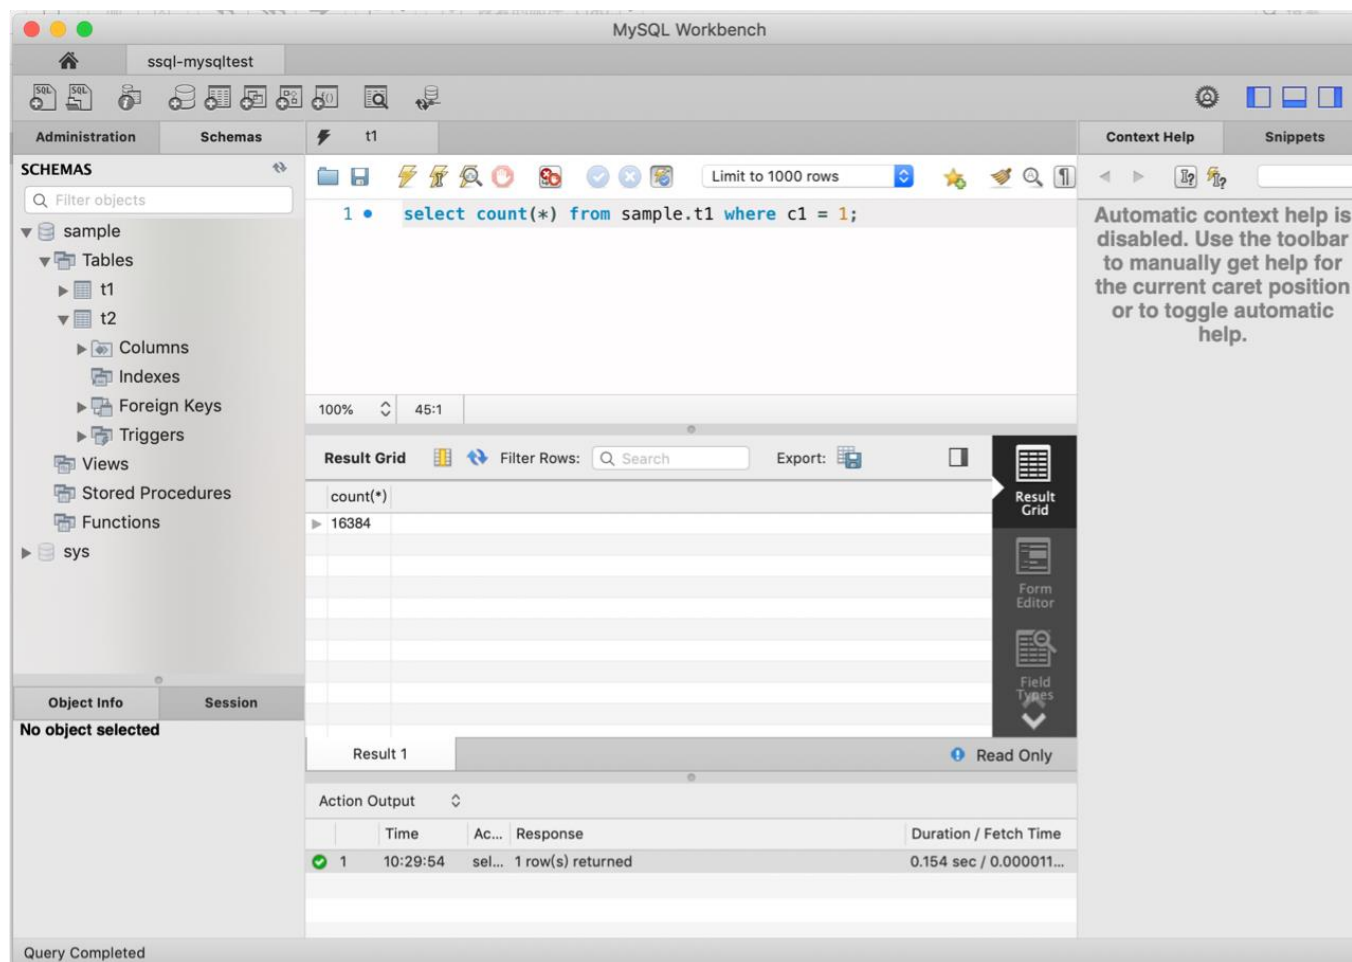 MySQL Workbench
ssql-mysqltest
SQL SQL
Administration Schemas
t1
Context Help Snippets
SCHEMAS
Filter objects
sample
Tables
t1
t2
Columns
Indexes
Foreign Keys
Triggers
Views
Stored Procedures
Functions
sys
Object Info Session
No object selected
Limit to 1000 rows
1 select count(*) from sample.t1 where c1 = 1;
100% 45:1
Result Grid Filter Rows: Search Export:
count(*)
16384
Result
Grid
Form
Editor
Field
Types
Result 1 Read Only
Action Output
Time Ac... Response Duration / Fetch Time
1 10:29:54 sel... 1 row(s) returned 0.154 sec / 0.000011...
Automatic context help is
disabled. Use the toolbar
to manually get help for
the current caret position
or to toggle automatic
help.
Query Completed